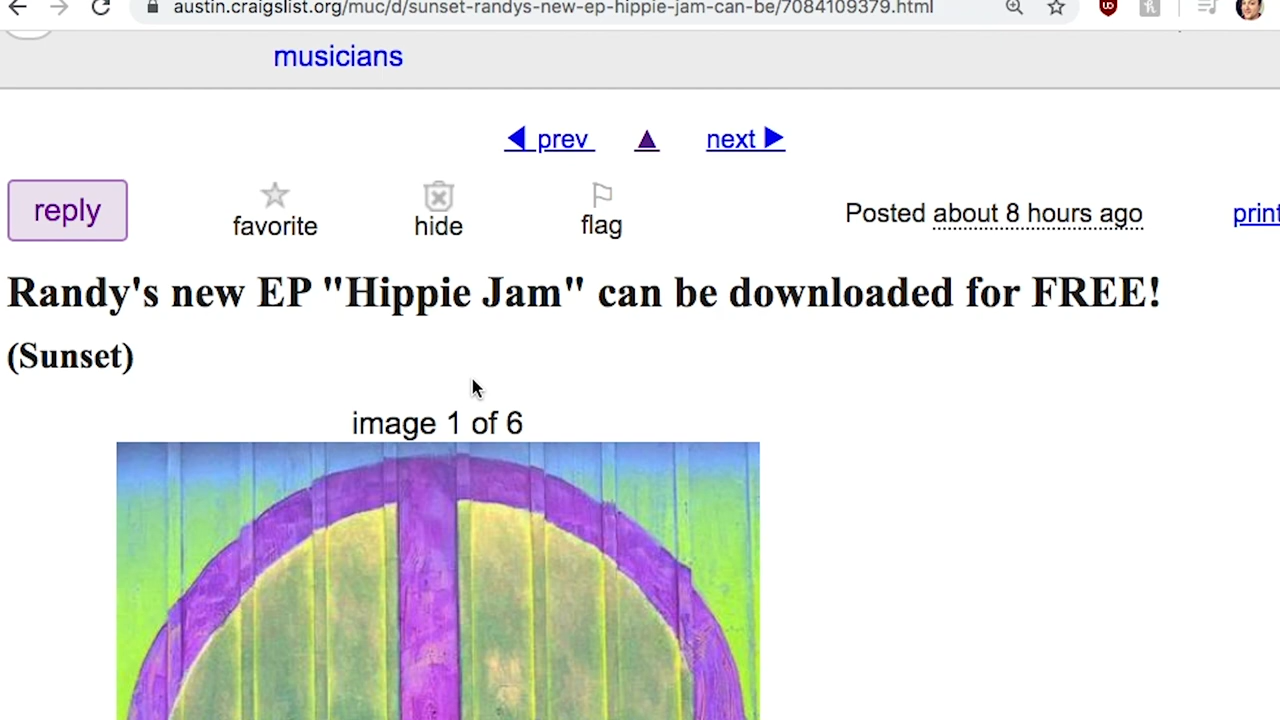 austin.craigslist.org/muc/d/sunset-randys-new-ep-hippie-jam-can-be/7084109379.html
musicians
prev next
reply favorite hide flag Posted about 8 hours ago print
Randy's new EP "Hippie Jam" can be downloaded for FREE!
(Sunset)
image 1 of 6